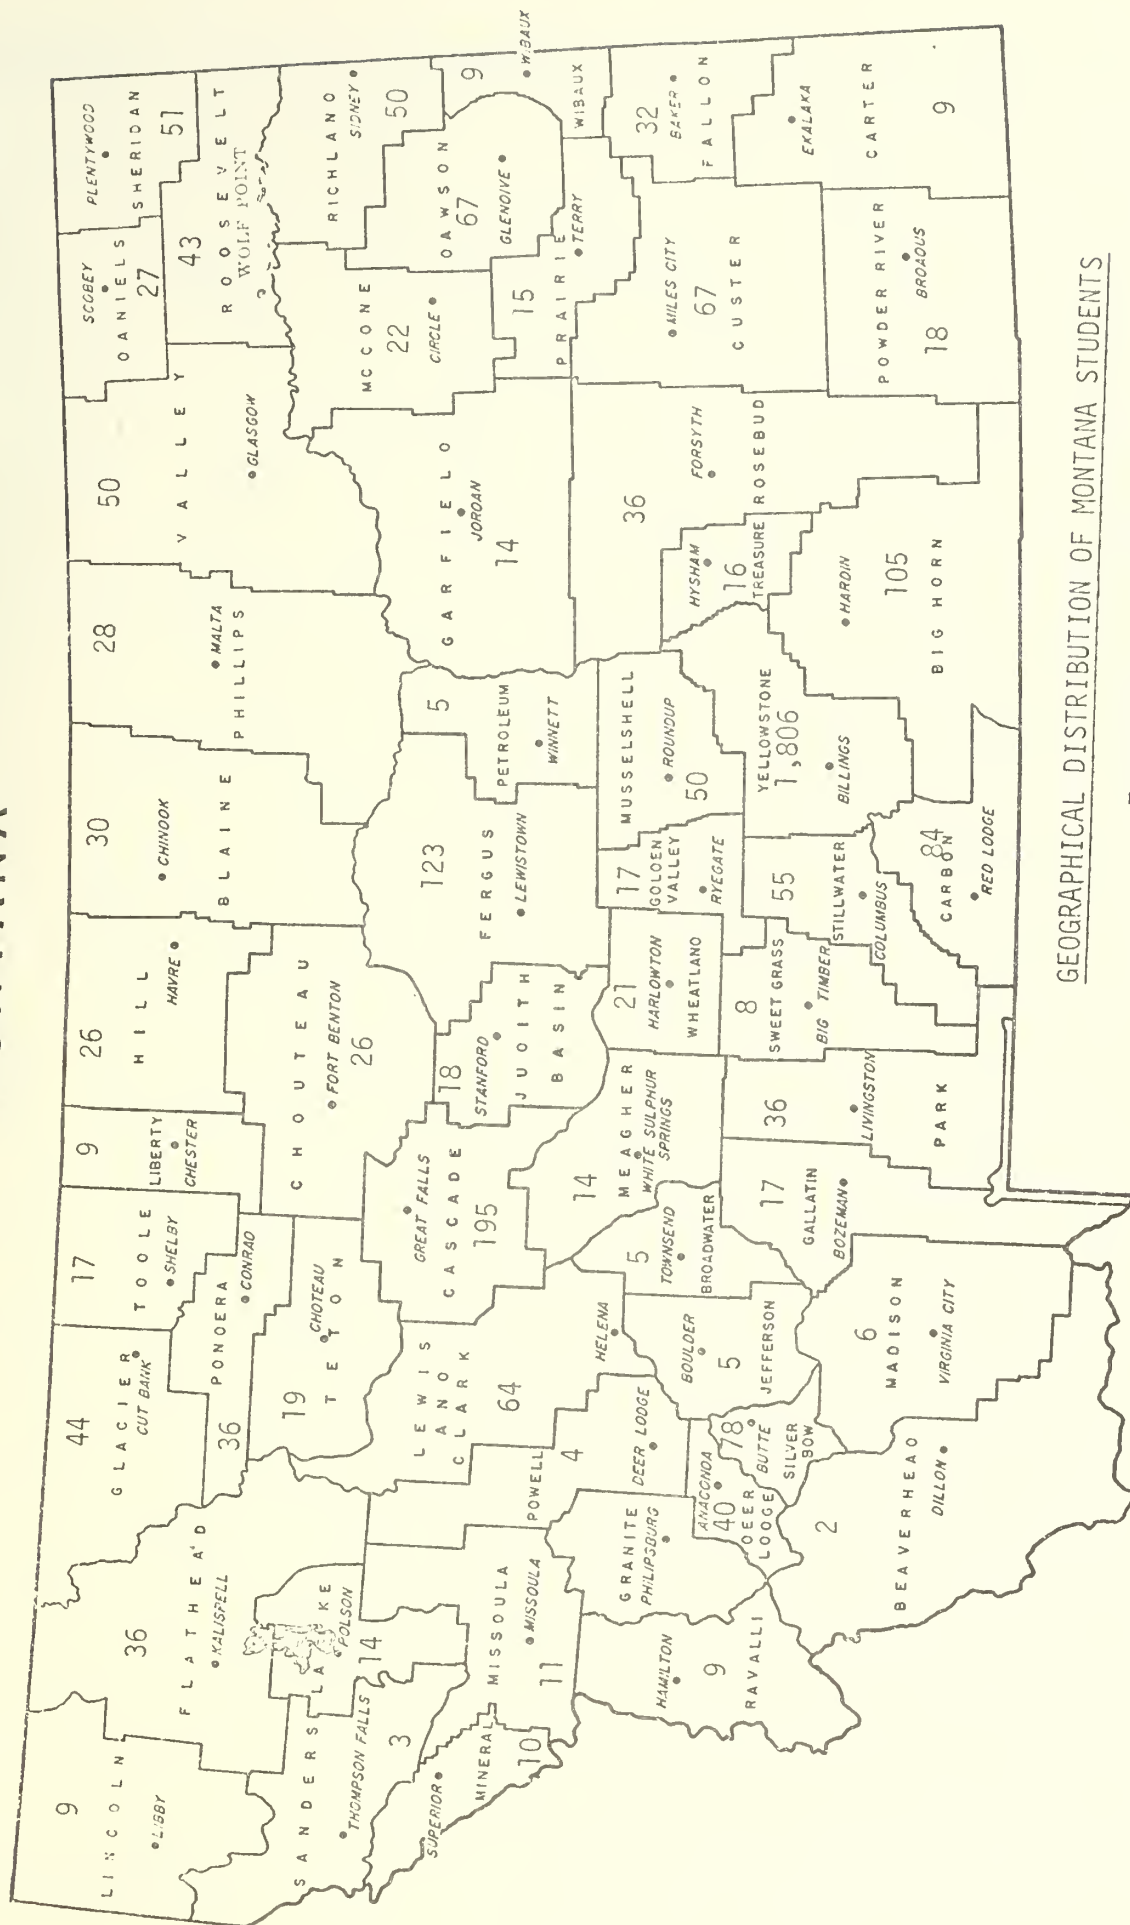 9
LINCOLN
LIBBY
36
FLATHEAD
KALISPELL
44
GLACIER
CUT BANK
17
TOOLE
SHELBY
9
LIBERTY
CHESTER
26
HILL
HAVRE
30
CHINOOK
BLAINE
28
MALTA
PHILLIPS
50
VALLEY
GLASGOW
SCOBEY
DANIELS
27
PLENTYWOOD
SHERIDAN
51
43
ROOSEVELT
WOLF POINT
PONDERA
36
CONRAD
19
CHOTEAU
TETON
CHOUTEAU
FORT BENTON
26
SANDERS
THOMPSON FALLS
3
LAKE
POLSON
14
SUPERIOR
MINERAL
10
MISSOULA
MISSOULA
11
POWELL
4
DEER LODGE
LEWIS
AND
CLARK
64
HELENA
GREAT FALLS
CASCADE
195
18
STANFORD
JUDITH
BASIN
123
FERGUS
LEWISTOWN
5
PETROLEUM
WINNETT
GARFIELD
JORDAN
14
MCCONE
22
CIRCLE
RICHLAND
SIDNEY
50
DAWSON
67
GLENDIVE
9
WIBAUX
WIBAUX
15
PRAIRIE
TERRY
GRANITE
PHILIPSBURG
HAMILTON
9
RAVALLI
ANACONDA
40
DEER
LODGE
78
BUTTE
SILVER
BOW
BOULDER
5
JEFFERSON
5
TOWNSEND
BROADWATER
14
MEAGHER
WHITE SULPHUR
SPRINGS
21
HARLOWTON
WHEATLAND
17
GOLDEN
VALLEY
RYEGATE
MUSSELSHELL
ROUNDUP
50
36
FORSYTH
ROSEBUD
HYSHAM
16
TREASURE
MILES CITY
67
CUSTER
32
BAKER
FALLON
2
BEAVERHEAD
DILLON
6
MADISON
VIRGINIA CITY
17
GALLATIN
BOZEMAN
36
LIVINGSTON
PARK
8
SWEET GRASS
BIG TIMBER
55
STILLWATER
COLUMBUS
84
CARBON
RED LODGE
YELLOWSTONE
1,806
BILLINGS
HARDIN
105
BIG HORN
POWDER RIVER
18
BROADUS
EKALAKA
CARTER
9
GEOGRAPHICAL DISTRIBUTION OF MONTANA STUDENTS